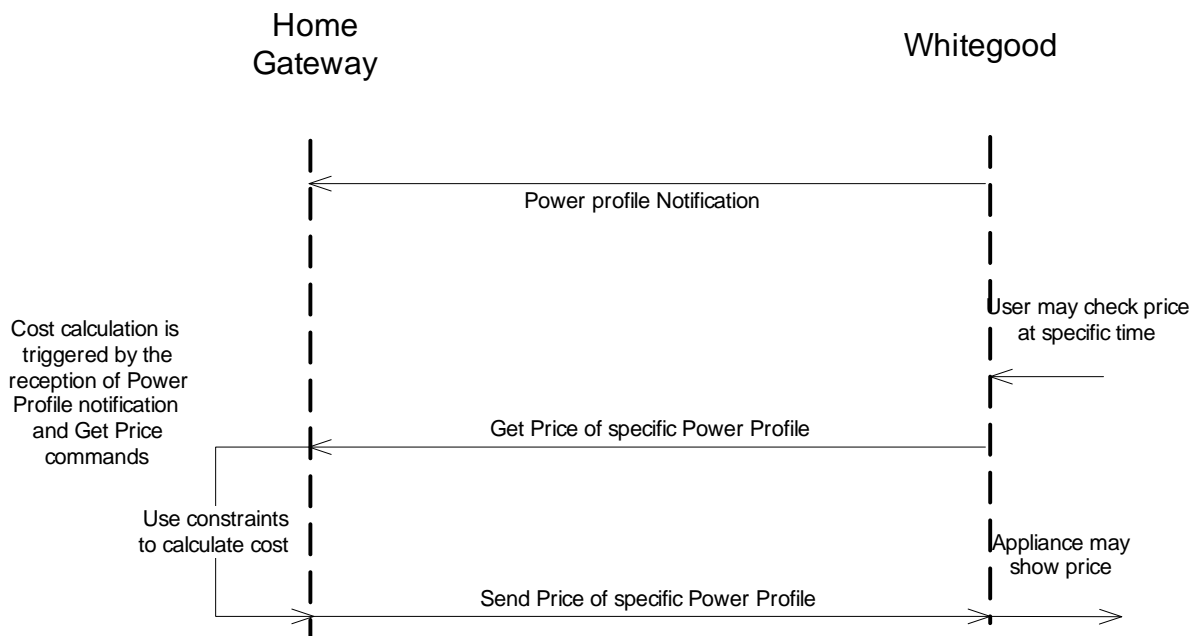 Home
Gateway
Whitegood
Power profile Notification
User may check price
at specific time
Cost calculation is
triggered by the
reception of Power
Profile notification
and Get Price
commands
Get Price of specific Power Profile
Use constraints
to calculate cost
Appliance may
show price
Send Price of specific Power Profile